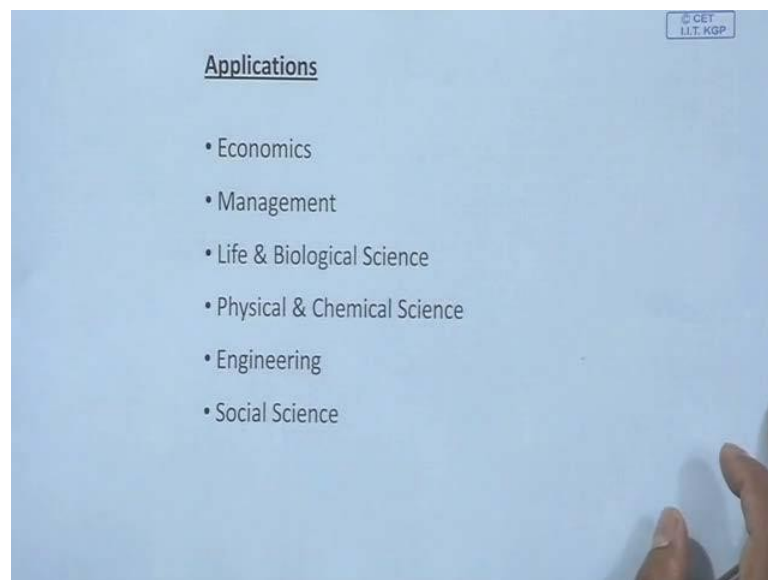 © CET
I.I.T. KGP
Applications
• Economics
• Management
• Life & Biological Science
• Physical & Chemical Science
• Engineering
• Social Science